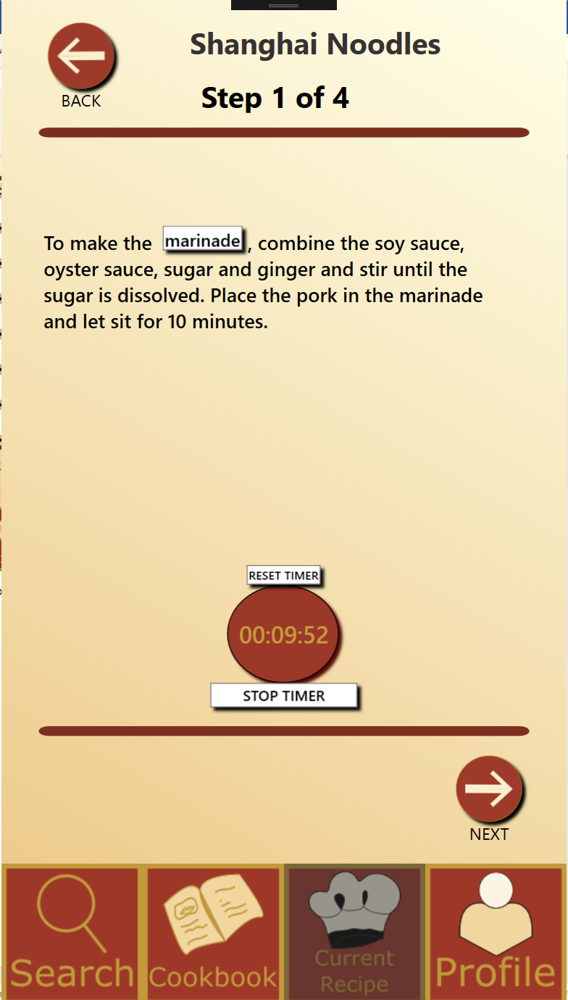 Shanghai Noodles
BACK
Step 1 of 4
To make the marinade, combine the soy sauce,
oyster sauce, sugar and ginger and stir until the
sugar is dissolved. Place the pork in the marinade
and let sit for 10 minutes.
RESET TIMER
00:09:52
STOP TIMER
NEXT
Search
Cookbook
Current
Recipe
Profile